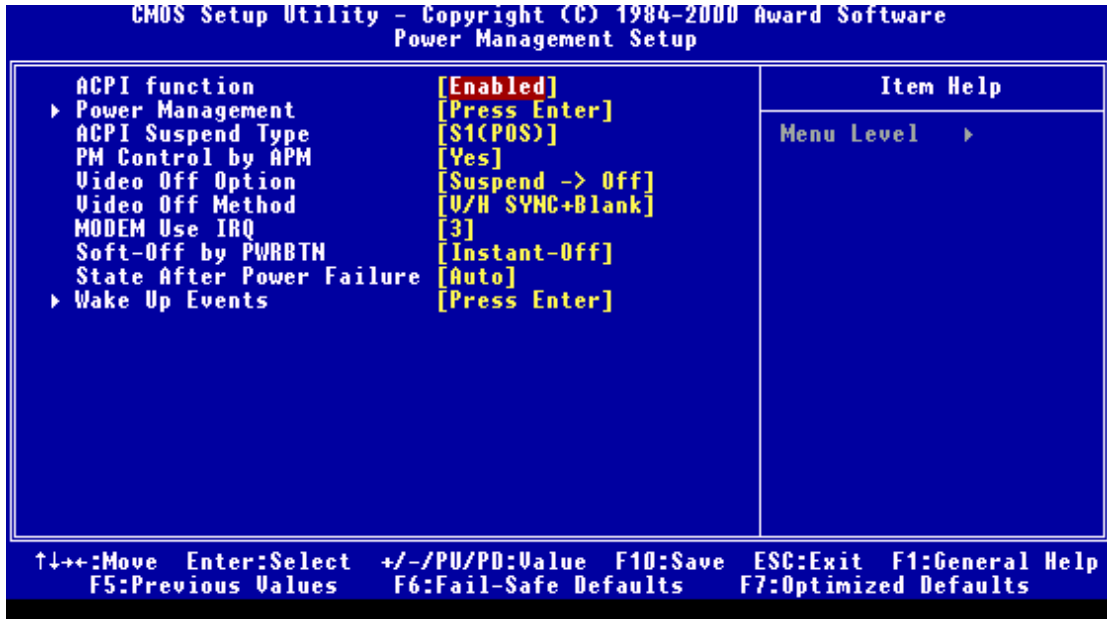 CMOS Setup Utility - Copyright (C) 1984-2000 Award Software
Power Management Setup
ACPI function [Enabled]
▶ Power Management [Press Enter]
ACPI Suspend Type [S1(POS)]
PM Control by APM [Yes]
Video Off Option [Suspend -> Off]
Video Off Method [V/H SYNC+Blank]
MODEM Use IRQ [3]
Soft-Off by PWRBTN [Instant-Off]
State After Power Failure [Auto]
▶ Wake Up Events [Press Enter]
Item Help
Menu Level ▶
↑↓→←:Move Enter:Select +/-/PU/PD:Value F10:Save ESC:Exit F1:General Help
F5:Previous Values F6:Fail-Safe Defaults F7:Optimized Defaults